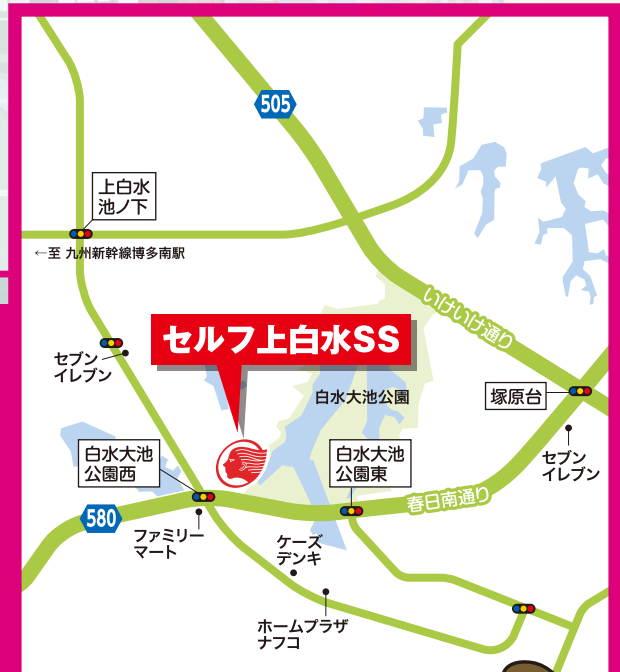 505
上白水
池ノ下
←至 九州新幹線博多南駅
いけいけ通り
セルフ上白水SS
セブン
イレブン
白水大池公園
塚原台
白水大池
公園西
白水大池
公園東
セブン
イレブン
春日南通り
580
ファミリー
マート
ケーズ
デンキ
ホームプラザ
ナフコ